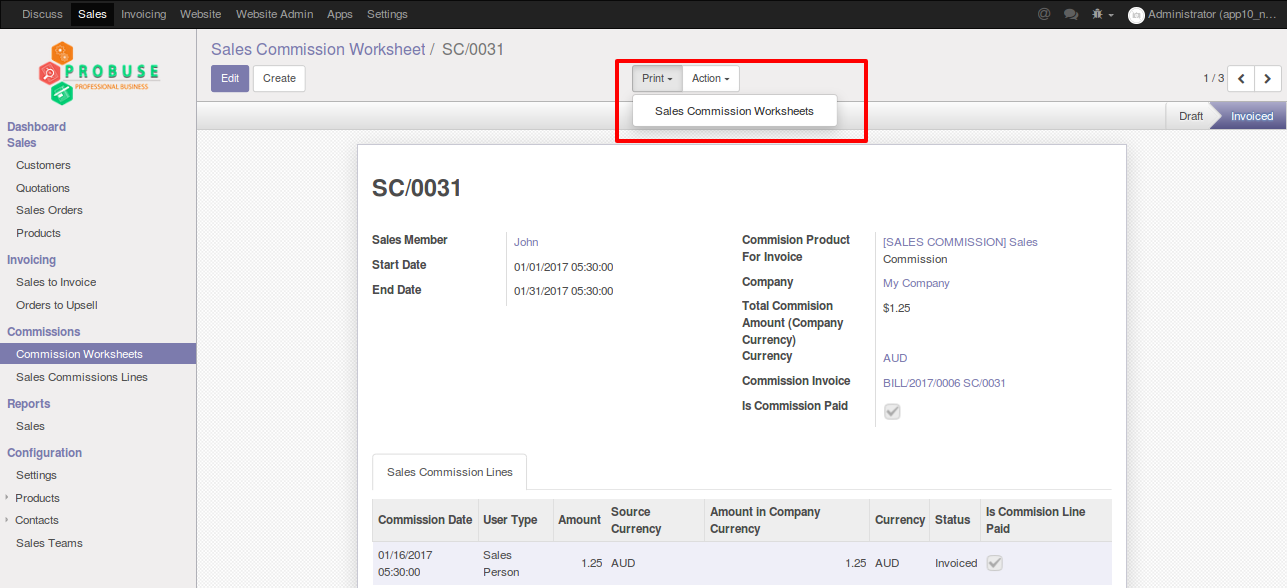 Discuss Sales Invoicing Website Website Admin Apps Settings @ Administrator (app10_n...
PROBUSE
PROFESSIONAL BUSINESS
Sales Commission Worksheet / SC/0031
Edit Create Print Action 1 / 3
Sales Commission Worksheets
Draft Invoiced
Dashboard
Sales
Customers
Quotations
Sales Orders
Products
Invoicing
Sales to Invoice
Orders to Upsell
Commissions
Commission Worksheets
Sales Commissions Lines
Reports
Sales
Configuration
Settings
Products
Contacts
Sales Teams
SC/0031
Sales Member John
Start Date 01/01/2017 05:30:00
End Date 01/31/2017 05:30:00
Commision Product [SALES COMMISSION] Sales
For Invoice Commission
Company My Company
Total Commision $1.25
Amount (Company
Currency)
Currency AUD
Commission Invoice BILL/2017/0006 SC/0031
Is Commission Paid
Sales Commission Lines
Commission Date User Type Amount Source Amount in Company Currency Status Is Commision Line
Currency Currency Paid
01/16/2017 Sales 1.25 AUD 1.25 AUD Invoiced
05:30:00 Person